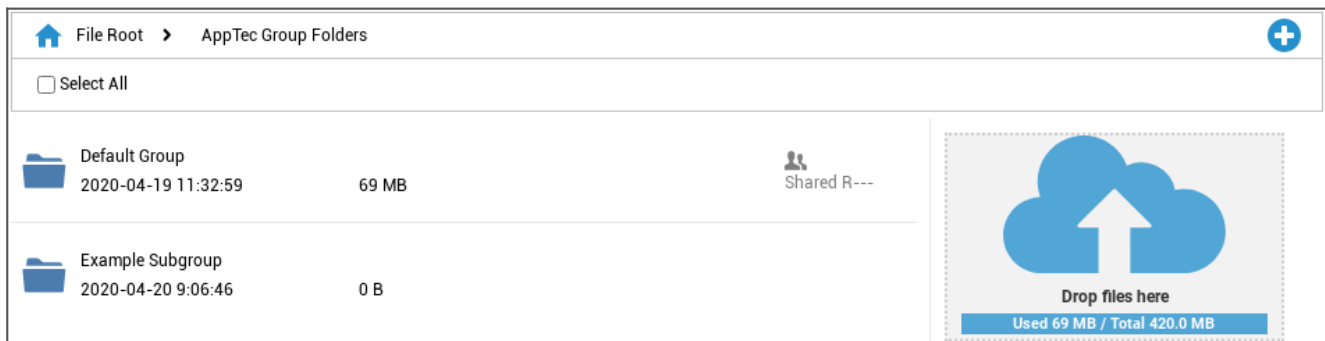 File Root > AppTec Group Folders
Select All
Default Group
2020-04-19 11:32:59 69 MB
Shared R---
Example Subgroup
2020-04-20 9:06:46 0 B
Drop files here
Used 69 MB / Total 420.0 MB